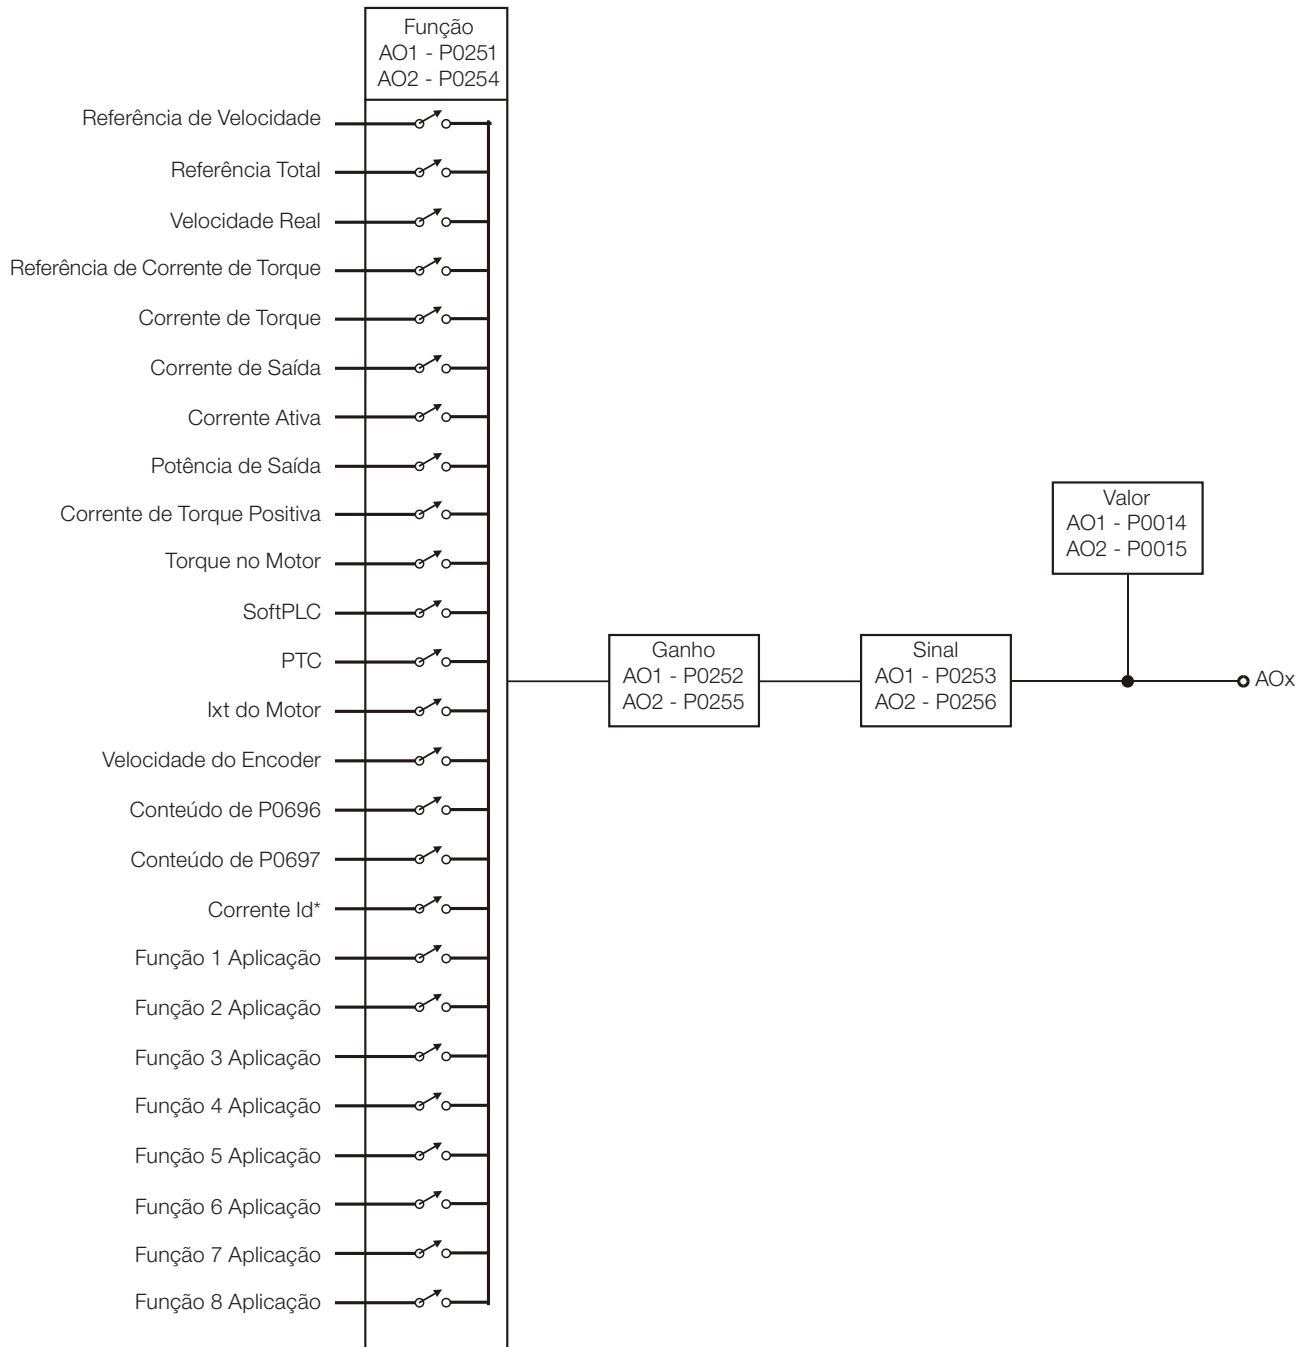 Função
AO1 - P0251
AO2 - P0254
Referência de Velocidade
Referência Total
Velocidade Real
Referência de Corrente de Torque
Corrente de Torque
Corrente de Saída
Corrente Ativa
Potência de Saída
Corrente de Torque Positiva
Torque no Motor
SoftPLC
PTC
Ixt do Motor
Velocidade do Encoder
Conteúdo de P0696
Conteúdo de P0697
Corrente Id*
Função 1 Aplicação
Função 2 Aplicação
Função 3 Aplicação
Função 4 Aplicação
Função 5 Aplicação
Função 6 Aplicação
Função 7 Aplicação
Função 8 Aplicação
Ganho
AO1 - P0252
AO2 - P0255
Sinal
AO1 - P0253
AO2 - P0256
Valor
AO1 - P0014
AO2 - P0015
AOx